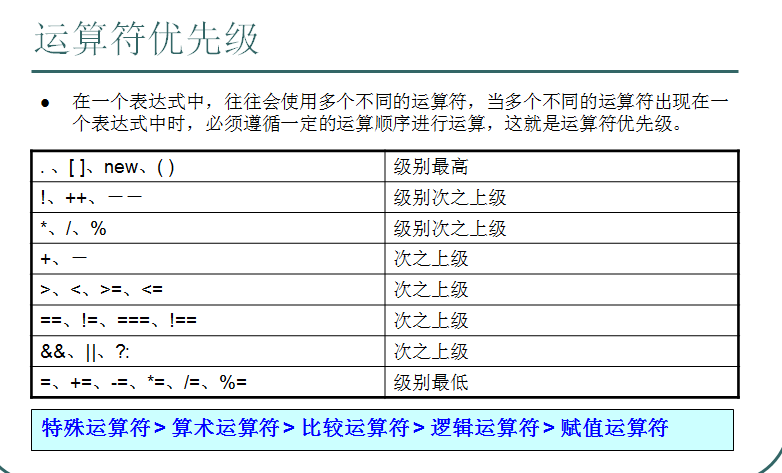 运算符优先级
● 在一个表达式中，往往会使用多个不同的运算符，当多个不同的运算符出现在一
个表达式中时，必须遵循一定的运算顺序进行运算，这就是运算符优先级。
. 、[ ]、new、( ) 级别最高
!、++、－－ 级别次之上级
*、/、% 级别次之上级
+、－ 次之上级
>、<、>=、<= 次之上级
==、!=、===、!== 次之上级
&&、||、?: 次之上级
=、+=、-=、*=、/=、%= 级别最低
特殊运算符> 算术运算符> 比较运算符> 逻辑运算符> 赋值运算符